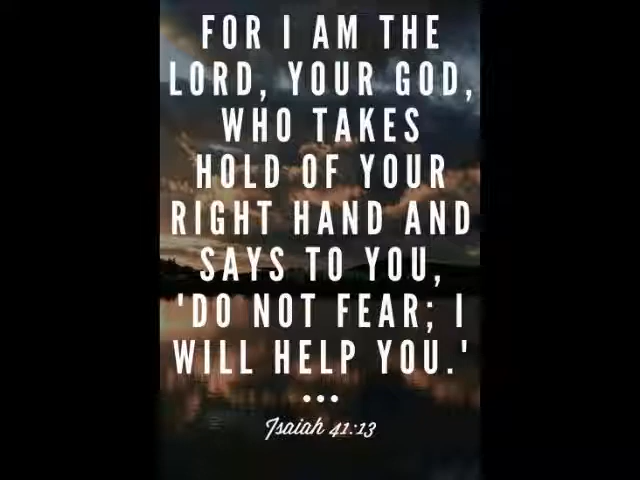 FOR I AM THE
LORD, YOUR GOD,
WHO TAKES
HOLD OF YOUR
RIGHT HAND AND
SAYS TO YOU,
'DO NOT FEAR; I
WILL HELP YOU.'
•••
Isaiah 41:13